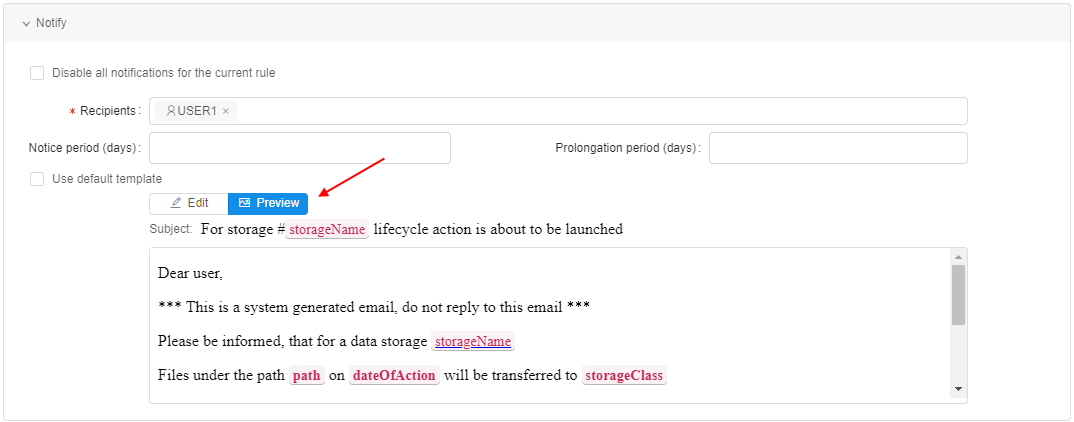 Notify
Disable all notifications for the current rule
* Recipients: USER1 ×
Notice period (days): Prolongation period (days):
Use default template
Edit Preview
Subject: For storage #storageName lifecycle action is about to be launched
Dear user,
*** This is a system generated email, do not reply to this email ***
Please be informed, that for a data storage storageName
Files under the path path on dateOfAction will be transferred to storageClass